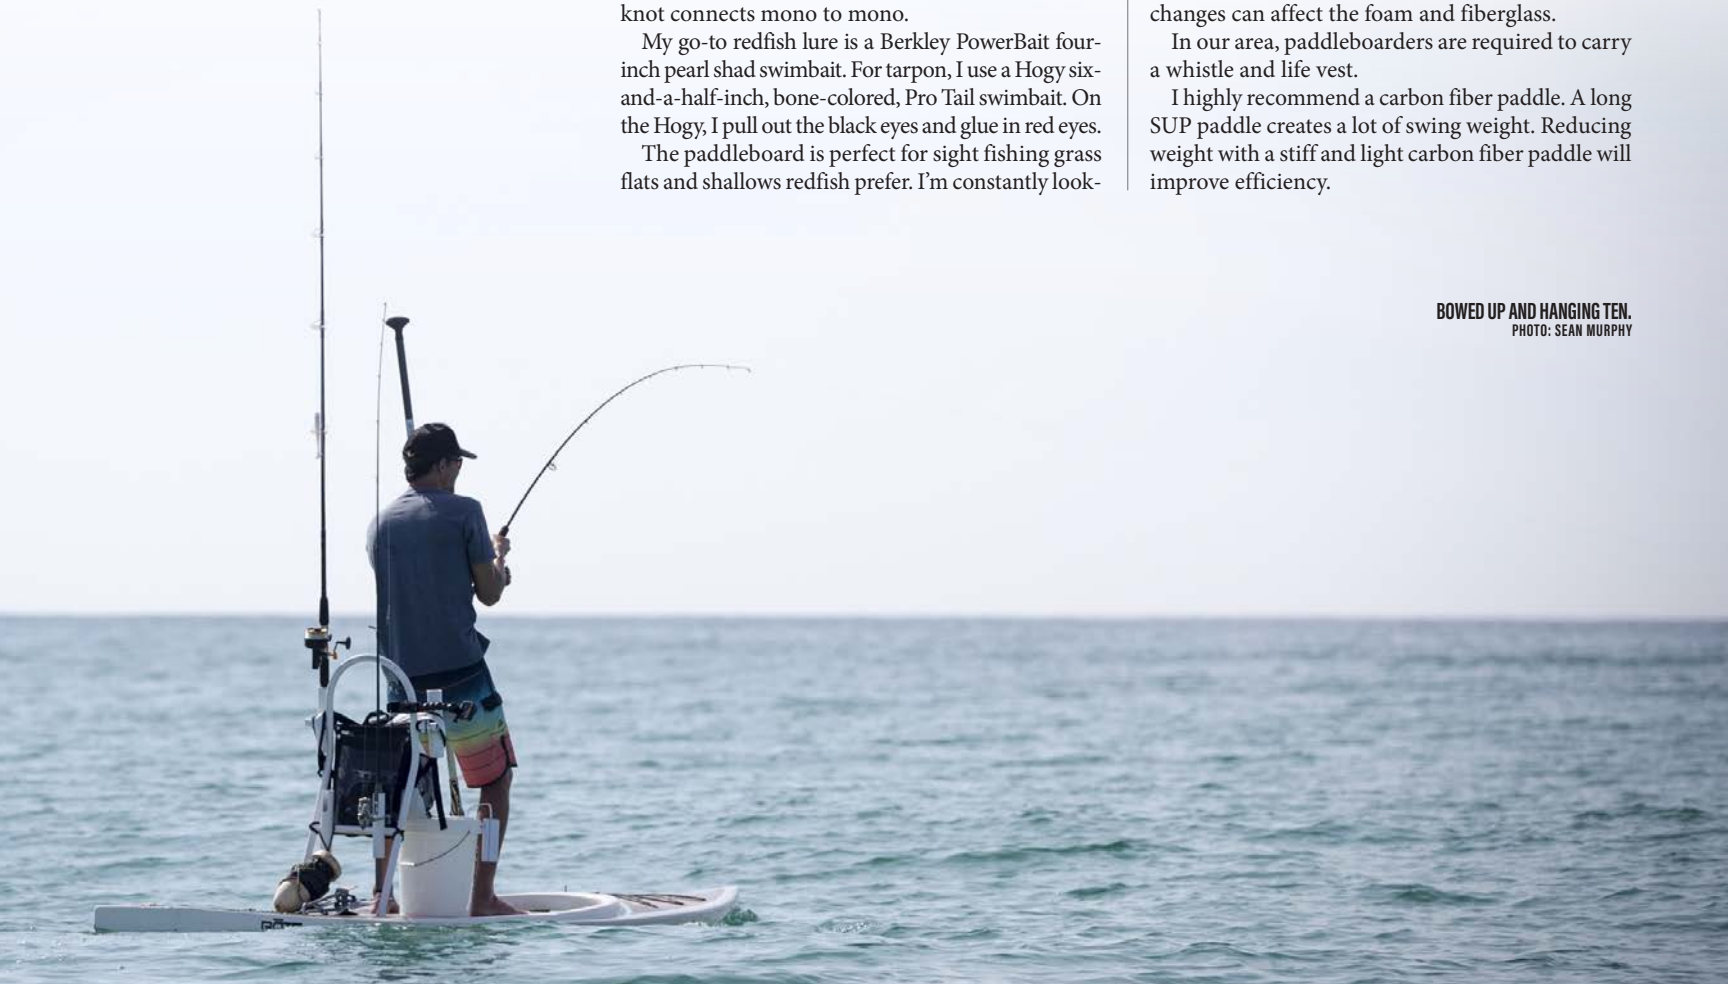 knot connects mono to mono.
My go-to redfish lure is a Berkley PowerBait four-
inch pearl shad swimbait. For tarpon, I use a Hogy six-
and-a-half-inch, bone-colored, Pro Tail swimbait. On
the Hogy, I pull out the black eyes and glue in red eyes.
The paddleboard is perfect for sight fishing grass
flats and shallows redfish prefer. I’m constantly look-
changes can affect the foam and fiberglass.
In our area, paddleboarders are required to carry
a whistle and life vest.
I highly recommend a carbon fiber paddle. A long
SUP paddle creates a lot of swing weight. Reducing
weight with a stiff and light carbon fiber paddle will
improve efficiency.
BOWED UP AND HANGING TEN.
PHOTO: SEAN MURPHY